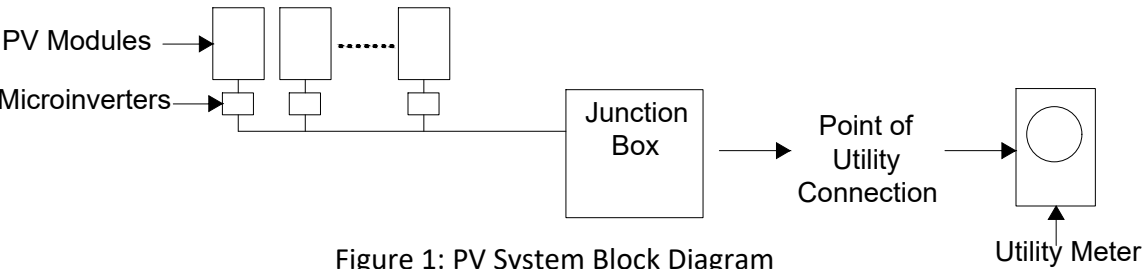 PV Modules
Microinverters
Junction
Box
Point of
Utility
Connection
Utility Meter
Figure 1: PV System Block Diagram